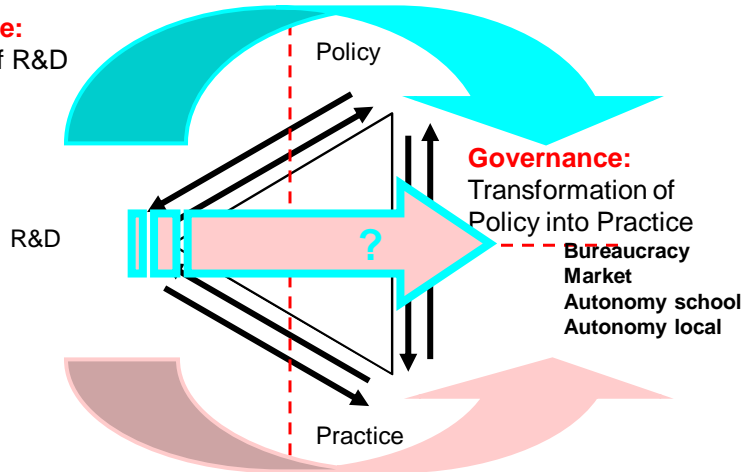 e:
f R&D
Policy
Governance:
Transformation of
Policy into Practice
R&D
?
Bureaucracy
Market
Autonomy school
Autonomy local
Practice